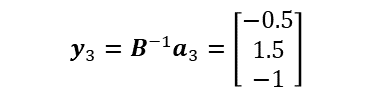 y₃ = B⁻¹a₃ = [−0.5
1.5
−1]